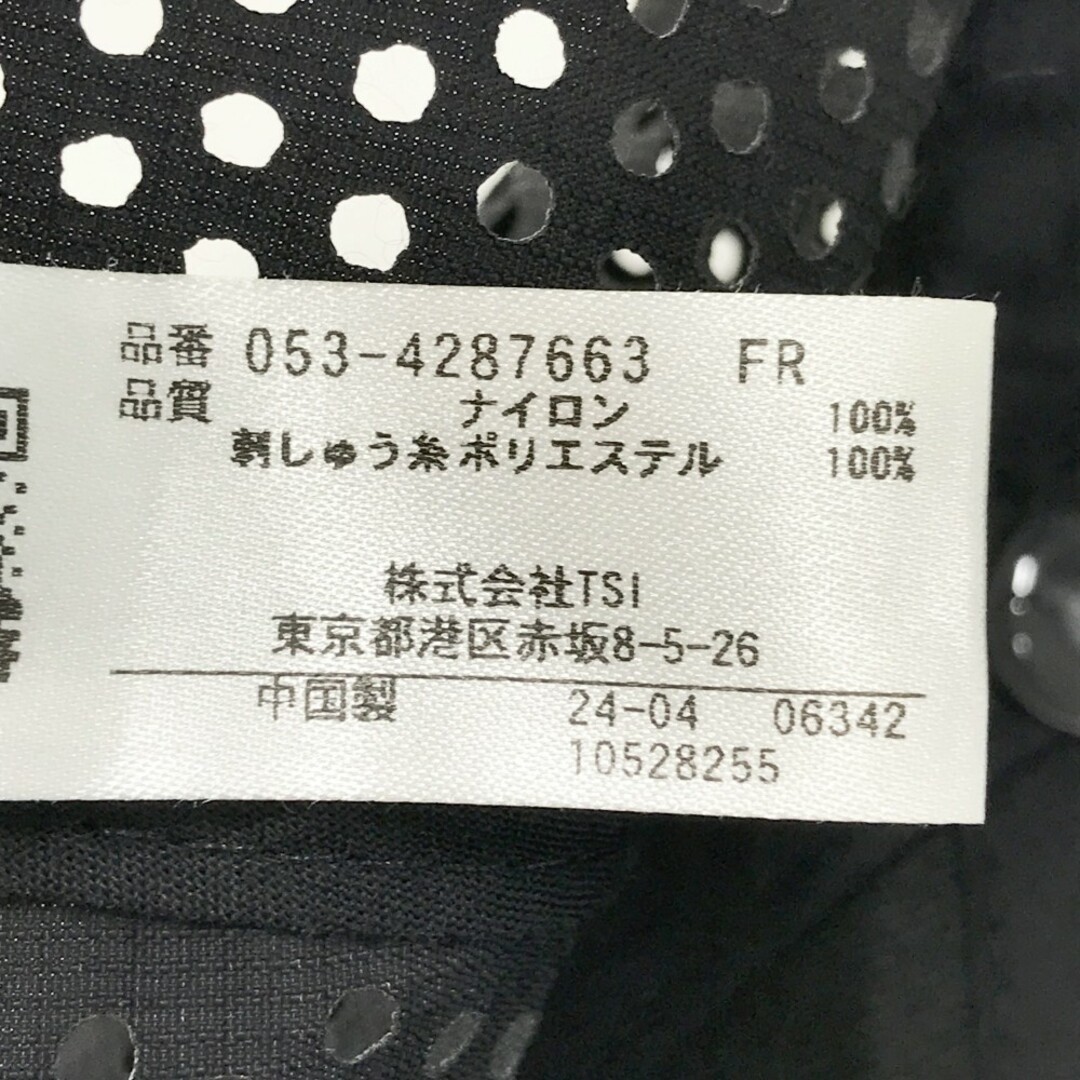 品番 053-4287663 FR
品質 ナイロン 100%
刺しゅう糸ポリエステル 100%
株式会社TSI
東京都港区赤坂8-5-26
中国製 24-04 06342
10528255